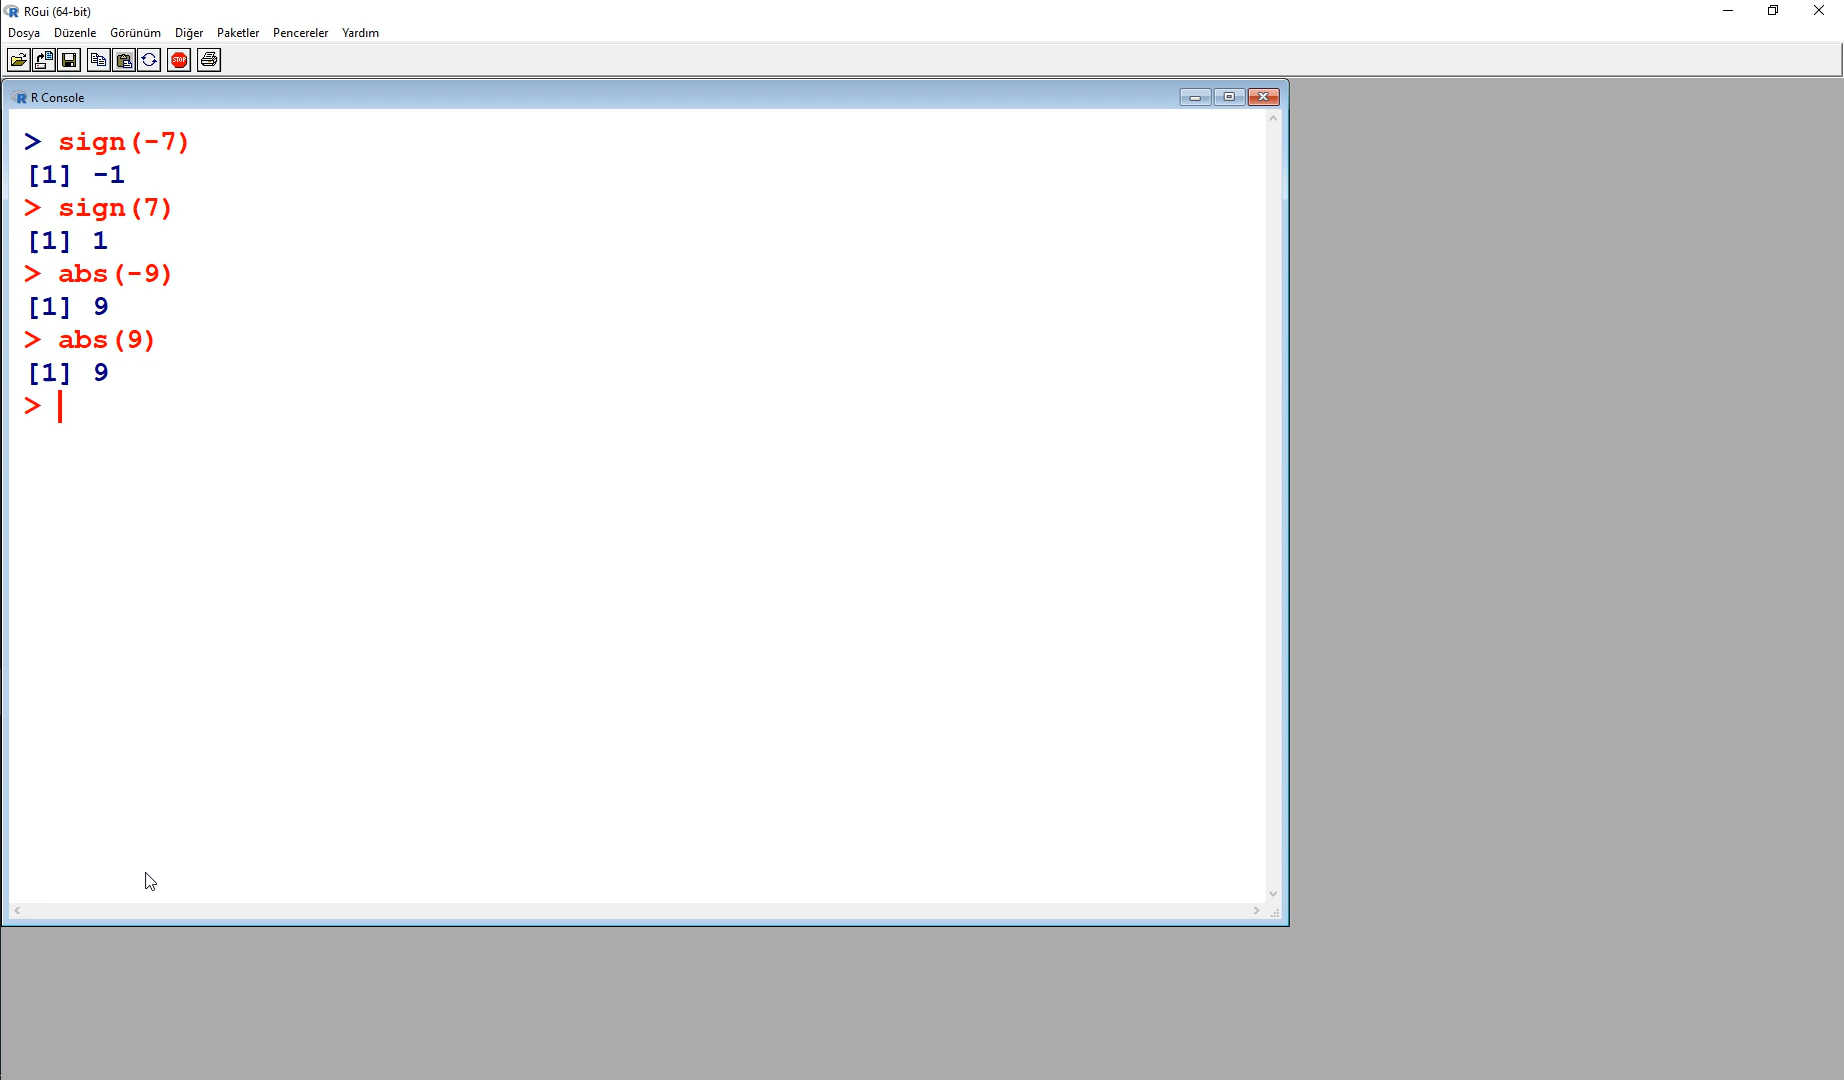 RGui (64-bit)
Dosya Düzenle Görünüm Diğer Paketler Pencereler Yardım
STOP
R Console
> sign(-7)
[1] -1
> sign(7)
[1] 1
> abs(-9)
[1] 9
> abs(9)
[1] 9
>